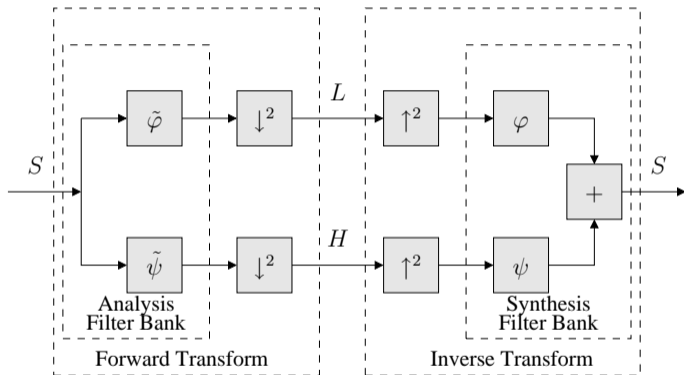 L
φ̃
↓2
↑2
φ
S
S
+
H
ψ̃
↓2
↑2
ψ
Analysis
Filter Bank
Synthesis
Filter Bank
Forward Transform
Inverse Transform